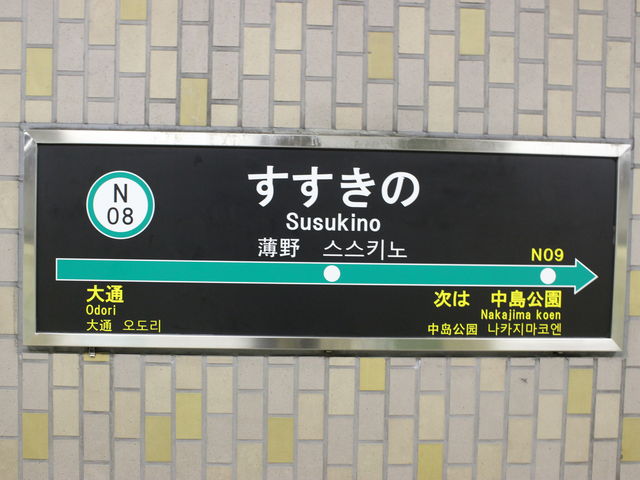 N
08
すすきの
Susukino
薄野 스스키노
N09
大通
Odori
大通 오도리
次は 中島公園
Nakajima koen
中岛公园 나카지마코엔